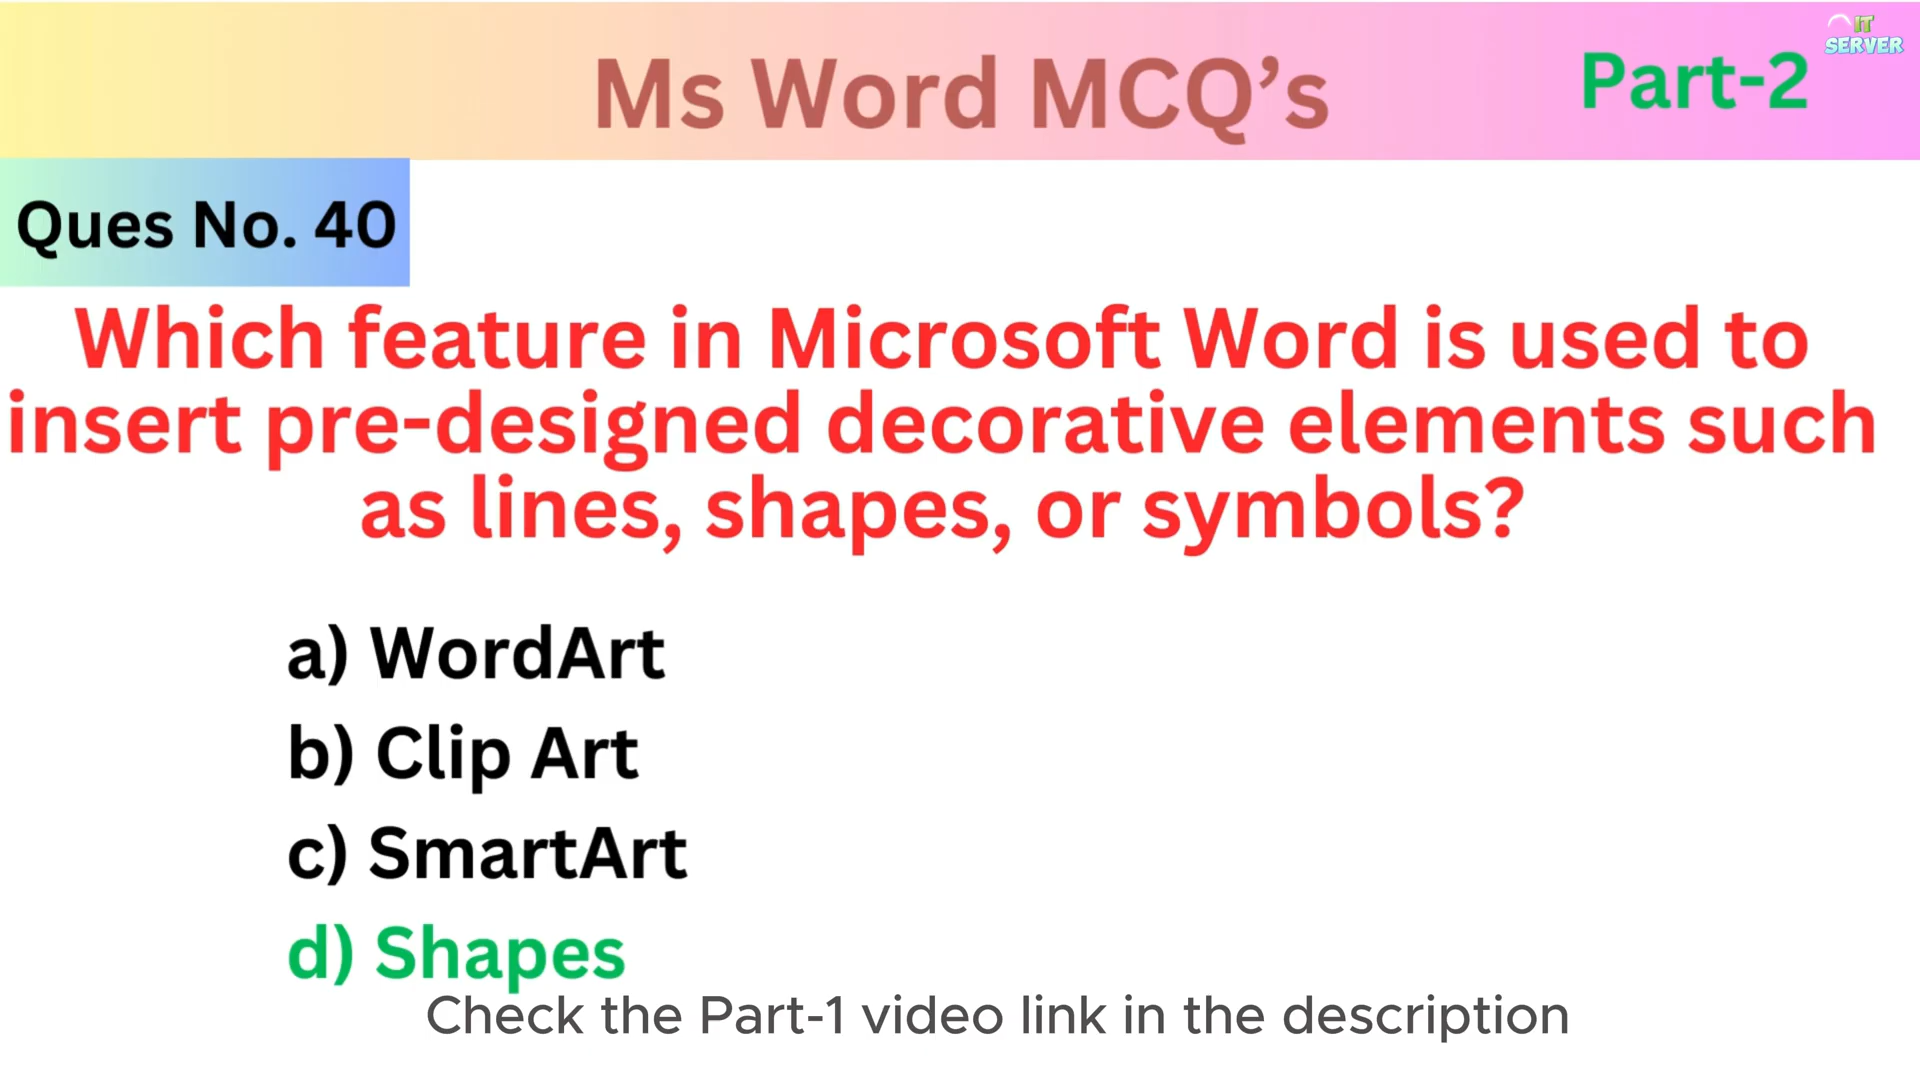 Ms Word MCQ’s
Part-2
IT
SERVER
Ques No. 40
Which feature in Microsoft Word is used to
insert pre-designed decorative elements such
as lines, shapes, or symbols?
a) WordArt
b) Clip Art
c) SmartArt
d) Shapes
Check the Part-1 video link in the description